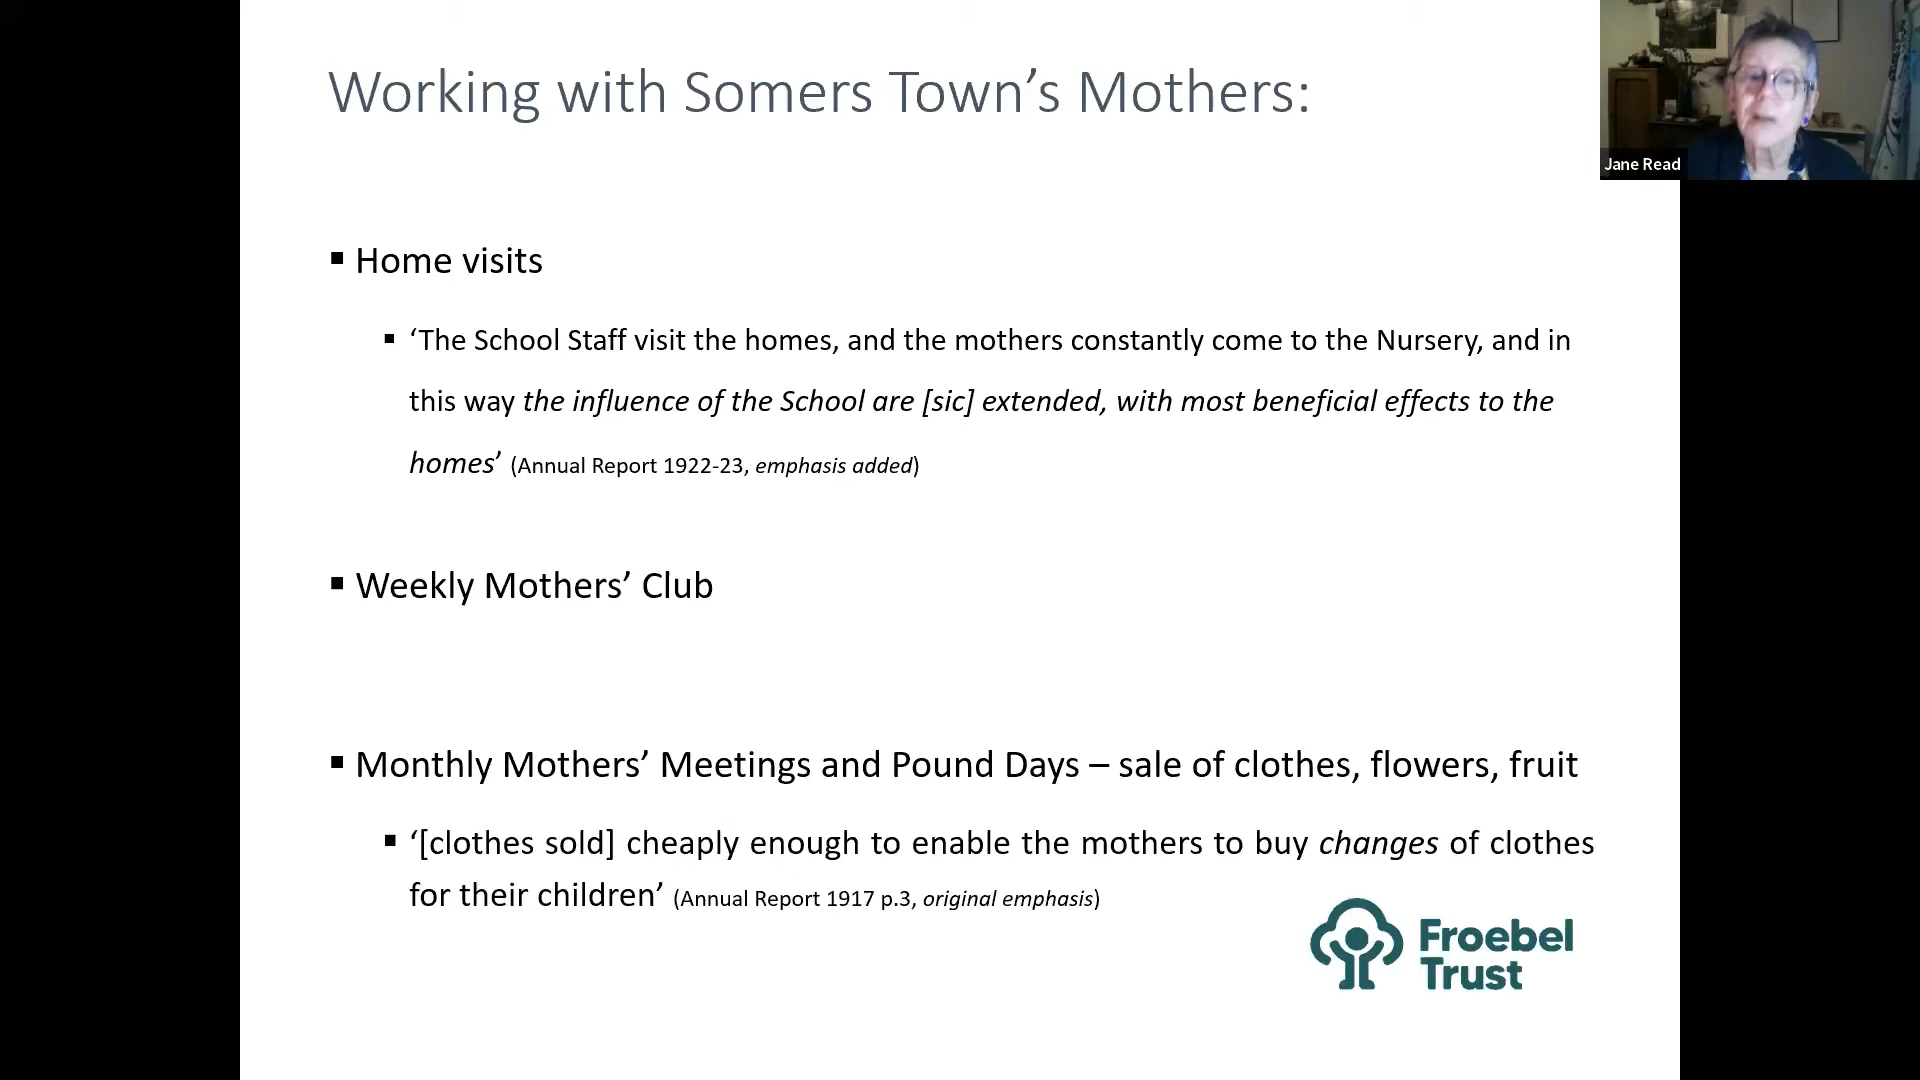 Working with Somers Town’s Mothers:
Jane Read
▪ Home visits
▪ ‘The School Staff visit the homes, and the mothers constantly come to the Nursery, and in
this way the influence of the School are [sic] extended, with most beneficial effects to the
homes’ (Annual Report 1922-23, emphasis added)
▪ Weekly Mothers’ Club
▪ Monthly Mothers’ Meetings and Pound Days – sale of clothes, flowers, fruit
▪ ‘[clothes sold] cheaply enough to enable the mothers to buy changes of clothes
for their children’ (Annual Report 1917 p.3, original emphasis)
Froebel
Trust